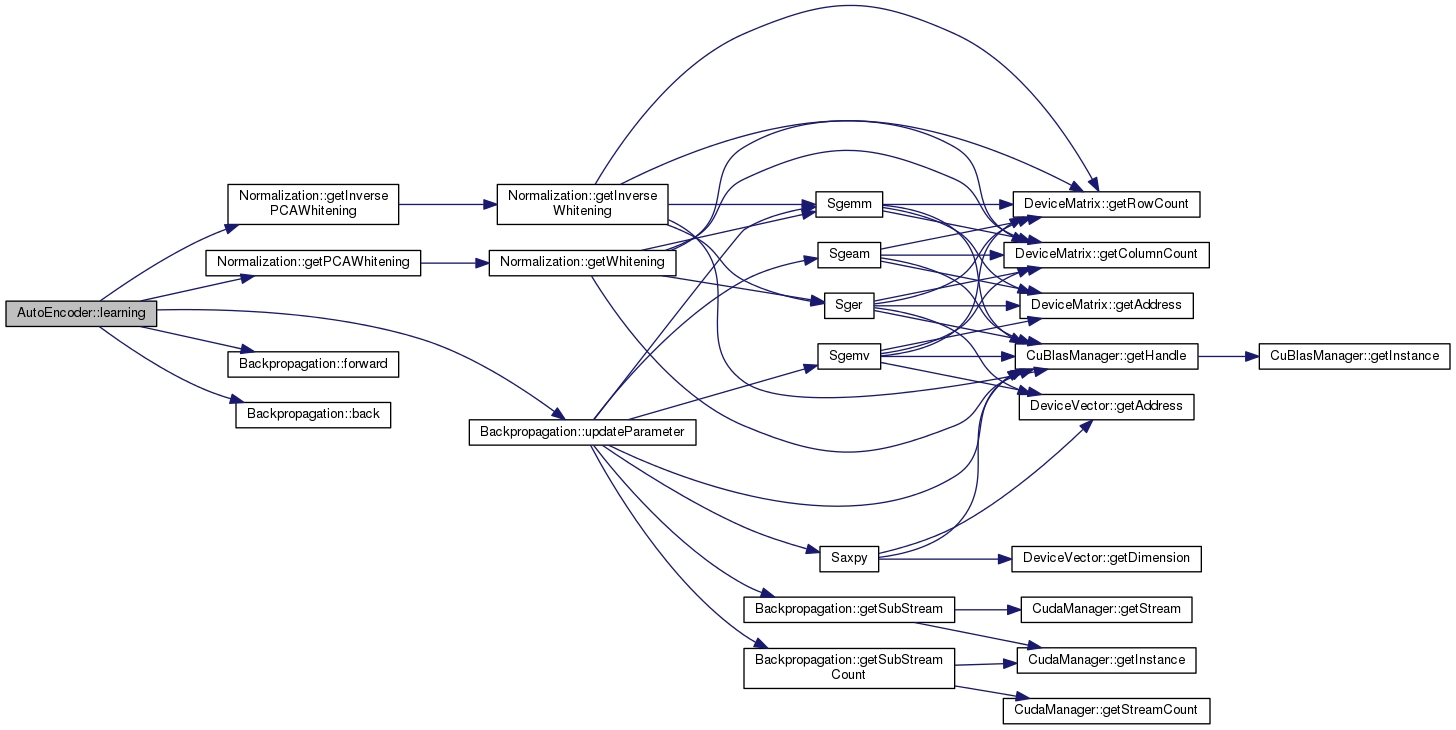 AutoEncoder::learning
Normalization::getInverse
PCAWhitening
Normalization::getPCAWhitening
Backpropagation::forward
Backpropagation::back
Normalization::getInverse
Whitening
Normalization::getWhitening
Backpropagation::updateParameter
Sgemm
Sgeam
Sger
Sgemv
Saxpy
Backpropagation::getSubStream
Backpropagation::getSubStream
Count
DeviceMatrix::getRowCount
DeviceMatrix::getColumnCount
DeviceMatrix::getAddress
CuBlasManager::getHandle
DeviceVector::getAddress
DeviceVector::getDimension
CudaManager::getStream
CudaManager::getInstance
CudaManager::getStreamCount
CuBlasManager::getInstance